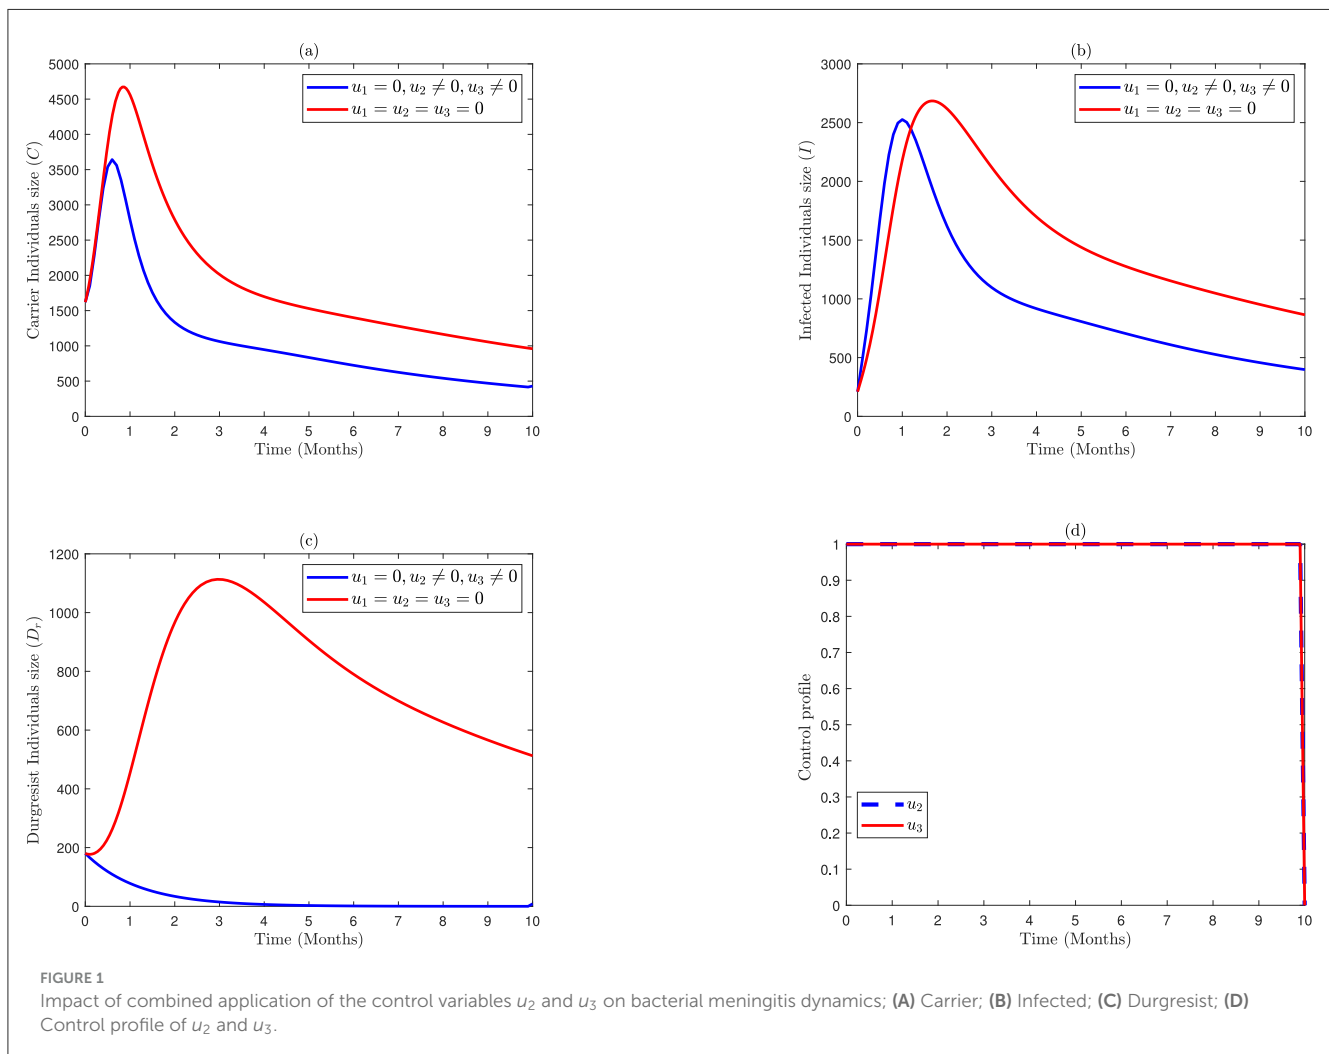 (a)
5000
4500
4000
3500
3000
2500
2000
1500
1000
500
0
Carrier Individuals size (C)
u₁ = 0, u₂ ≠ 0, u₃ ≠ 0
u₁ = u₂ = u₃ = 0
0 1 2 3 4 5 6 7 8 9 10
Time (Months)
(b)
3000
2500
2000
1500
1000
500
0
Infected Individuals size (I)
u₁ = 0, u₂ ≠ 0, u₃ ≠ 0
u₁ = u₂ = u₃ = 0
0 1 2 3 4 5 6 7 8 9 10
Time (Months)
(c)
1200
1000
800
600
400
200
0
Durgresist Individuals size (Dᵣ)
u₁ = 0, u₂ ≠ 0, u₃ ≠ 0
u₁ = u₂ = u₃ = 0
0 1 2 3 4 5 6 7 8 9 10
Time (Months)
(d)
1
0.9
0.8
0.7
0.6
0.5
0.4
0.3
0.2
0.1
0
Control profile
u₂
u₃
0 1 2 3 4 5 6 7 8 9 10
Time (Months)
FIGURE 1
Impact of combined application of the control variables u₂ and u₃ on bacterial meningitis dynamics; (A) Carrier; (B) Infected; (C) Durgresist; (D)
Control profile of u₂ and u₃.